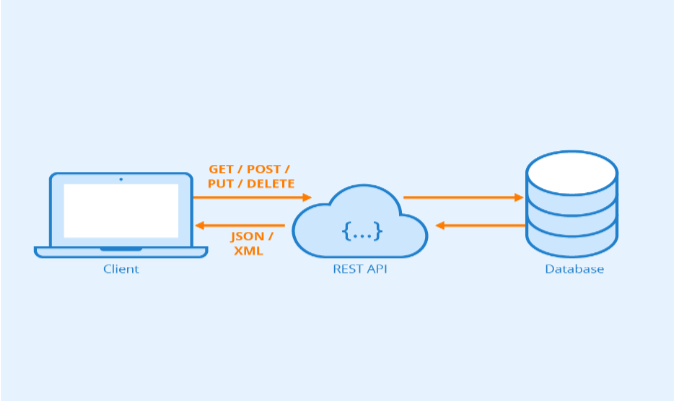 GET / POST /
PUT / DELETE
{...}
JSON /
XML
Client
REST API
Database